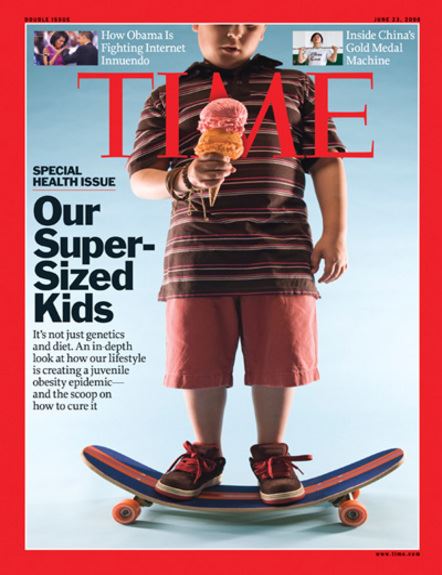 DOUBLE ISSUE
JUNE 23, 2008
How Obama Is
Fighting Internet
Innuendo
Inside China's
Gold Medal
Machine
TIME
SPECIAL
HEALTH ISSUE
Our
Super-
Sized
Kids
It's not just genetics
and diet. An in-depth
look at how our lifestyle
is creating a juvenile
obesity epidemic—
and the scoop on
how to cure it
www.time.com